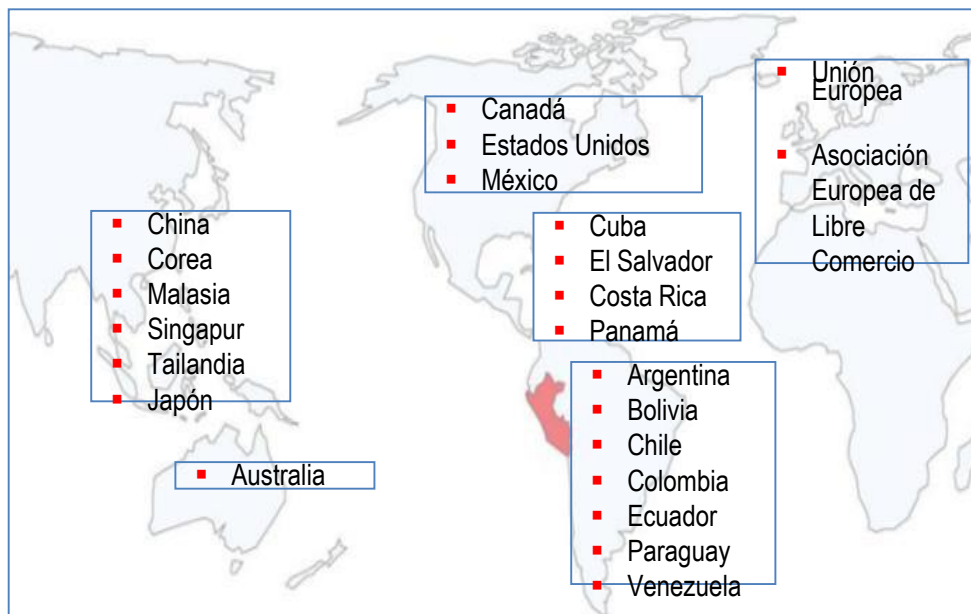 ▪ Canadá
▪ Estados Unidos
▪ México
▪ Unión
Europea
▪ Asociación
Europea de
Libre
Comercio
▪ China
▪ Corea
▪ Malasia
▪ Singapur
▪ Tailandia
▪ Japón
▪ Cuba
▪ El Salvador
▪ Costa Rica
▪ Panamá
▪ Argentina
▪ Bolivia
▪ Chile
▪ Colombia
▪ Ecuador
▪ Paraguay
▪ Venezuela
▪ Australia